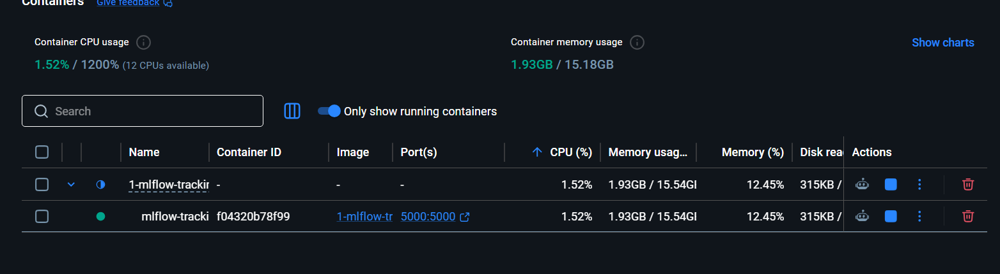 Containers Give feedback
Container CPU usage
1.52% / 1200% (12 CPUs available)
Container memory usage
1.93GB / 15.18GB
Show charts
Search
Only show running containers
Name Container ID Image Port(s) CPU (%) Memory usag... Memory (%) Disk rea Actions
1-mlflow-trackir - - - 1.52% 1.93GB / 15.54GI 12.45% 315KB /
mlflow-tracki f04320b78f99 1-mlflow-tr 5000:5000 1.52% 1.93GB / 15.54GI 12.45% 315KB /